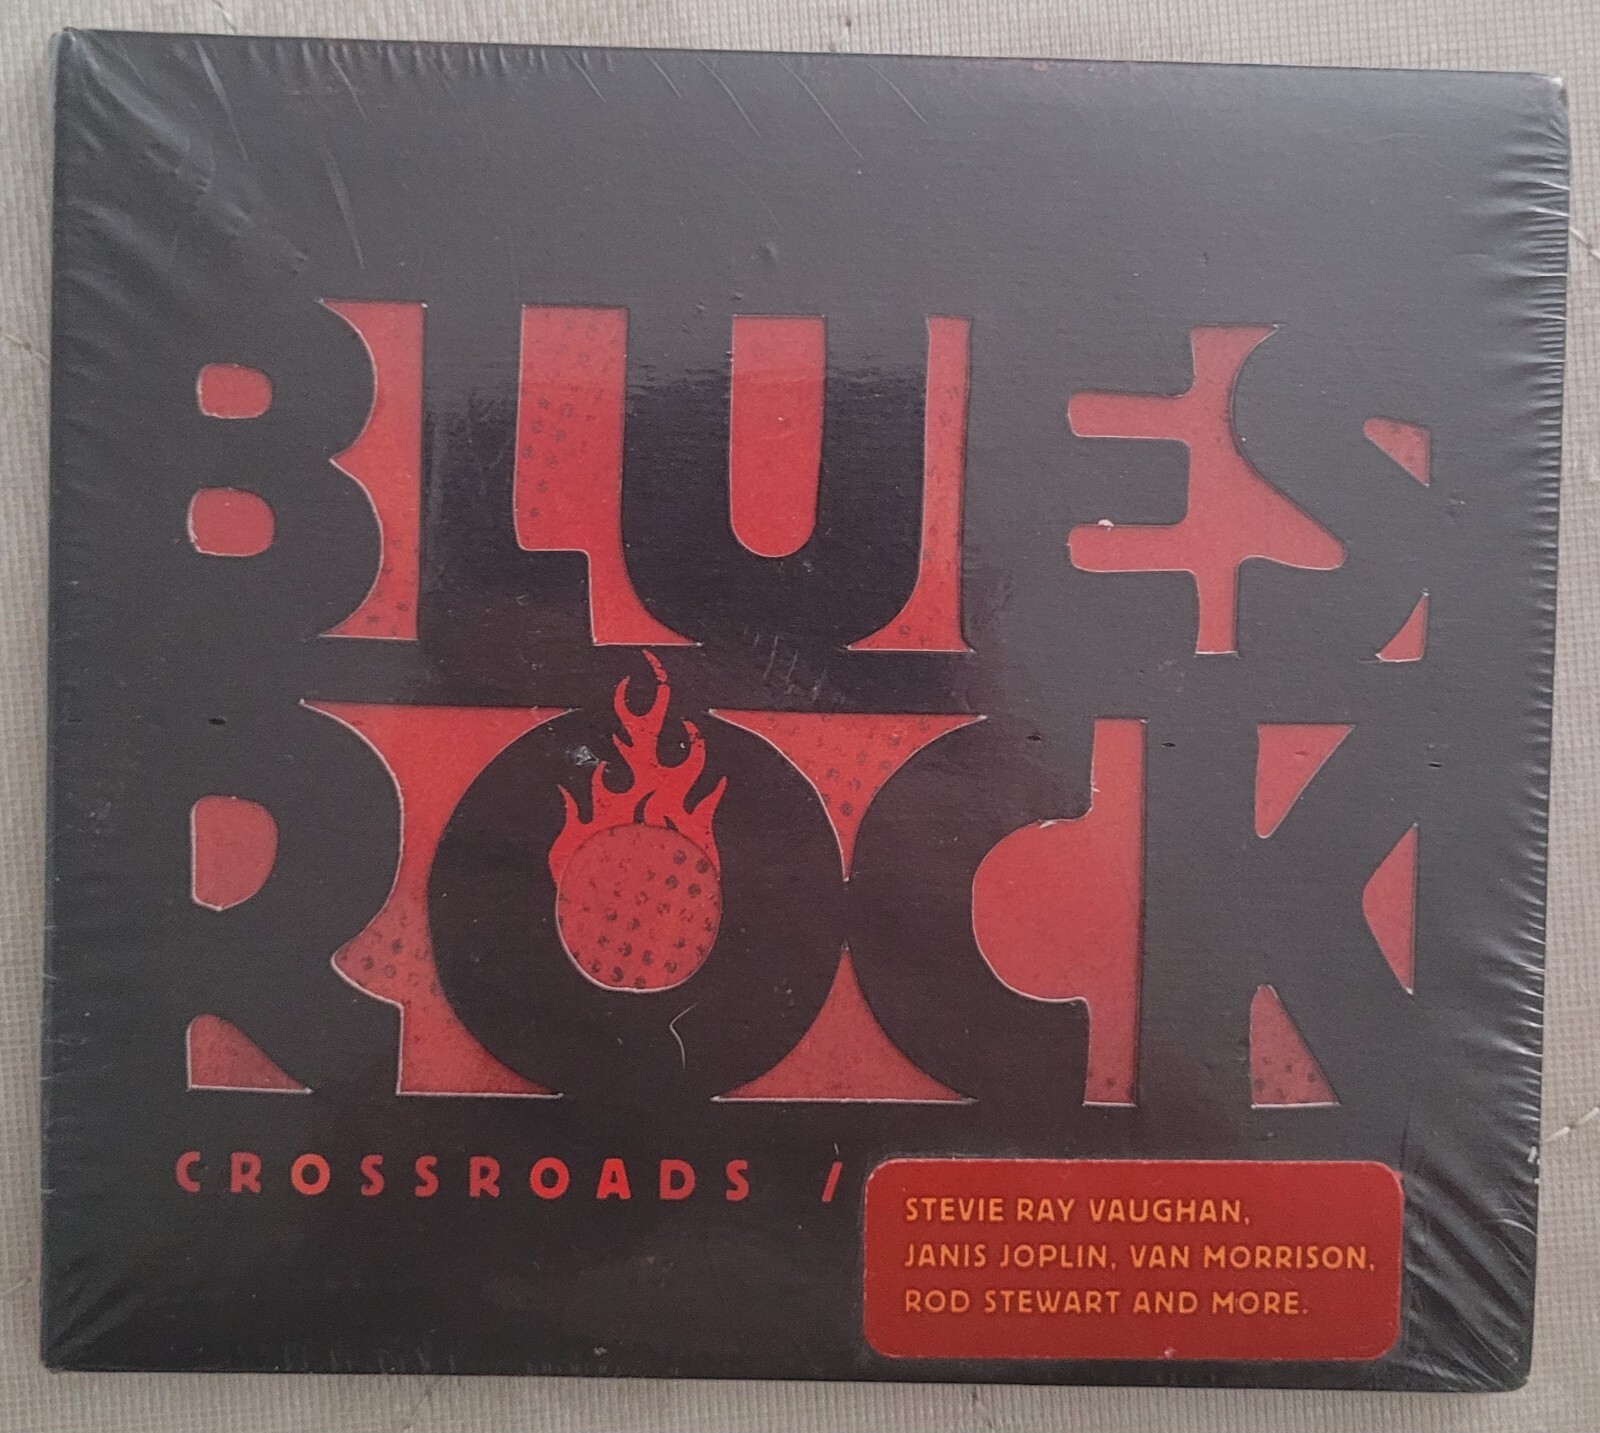 BLUES
ROCK
CROSSROADS /
STEVIE RAY VAUGHAN,
JANIS JOPLIN, VAN MORRISON,
ROD STEWART AND MORE.